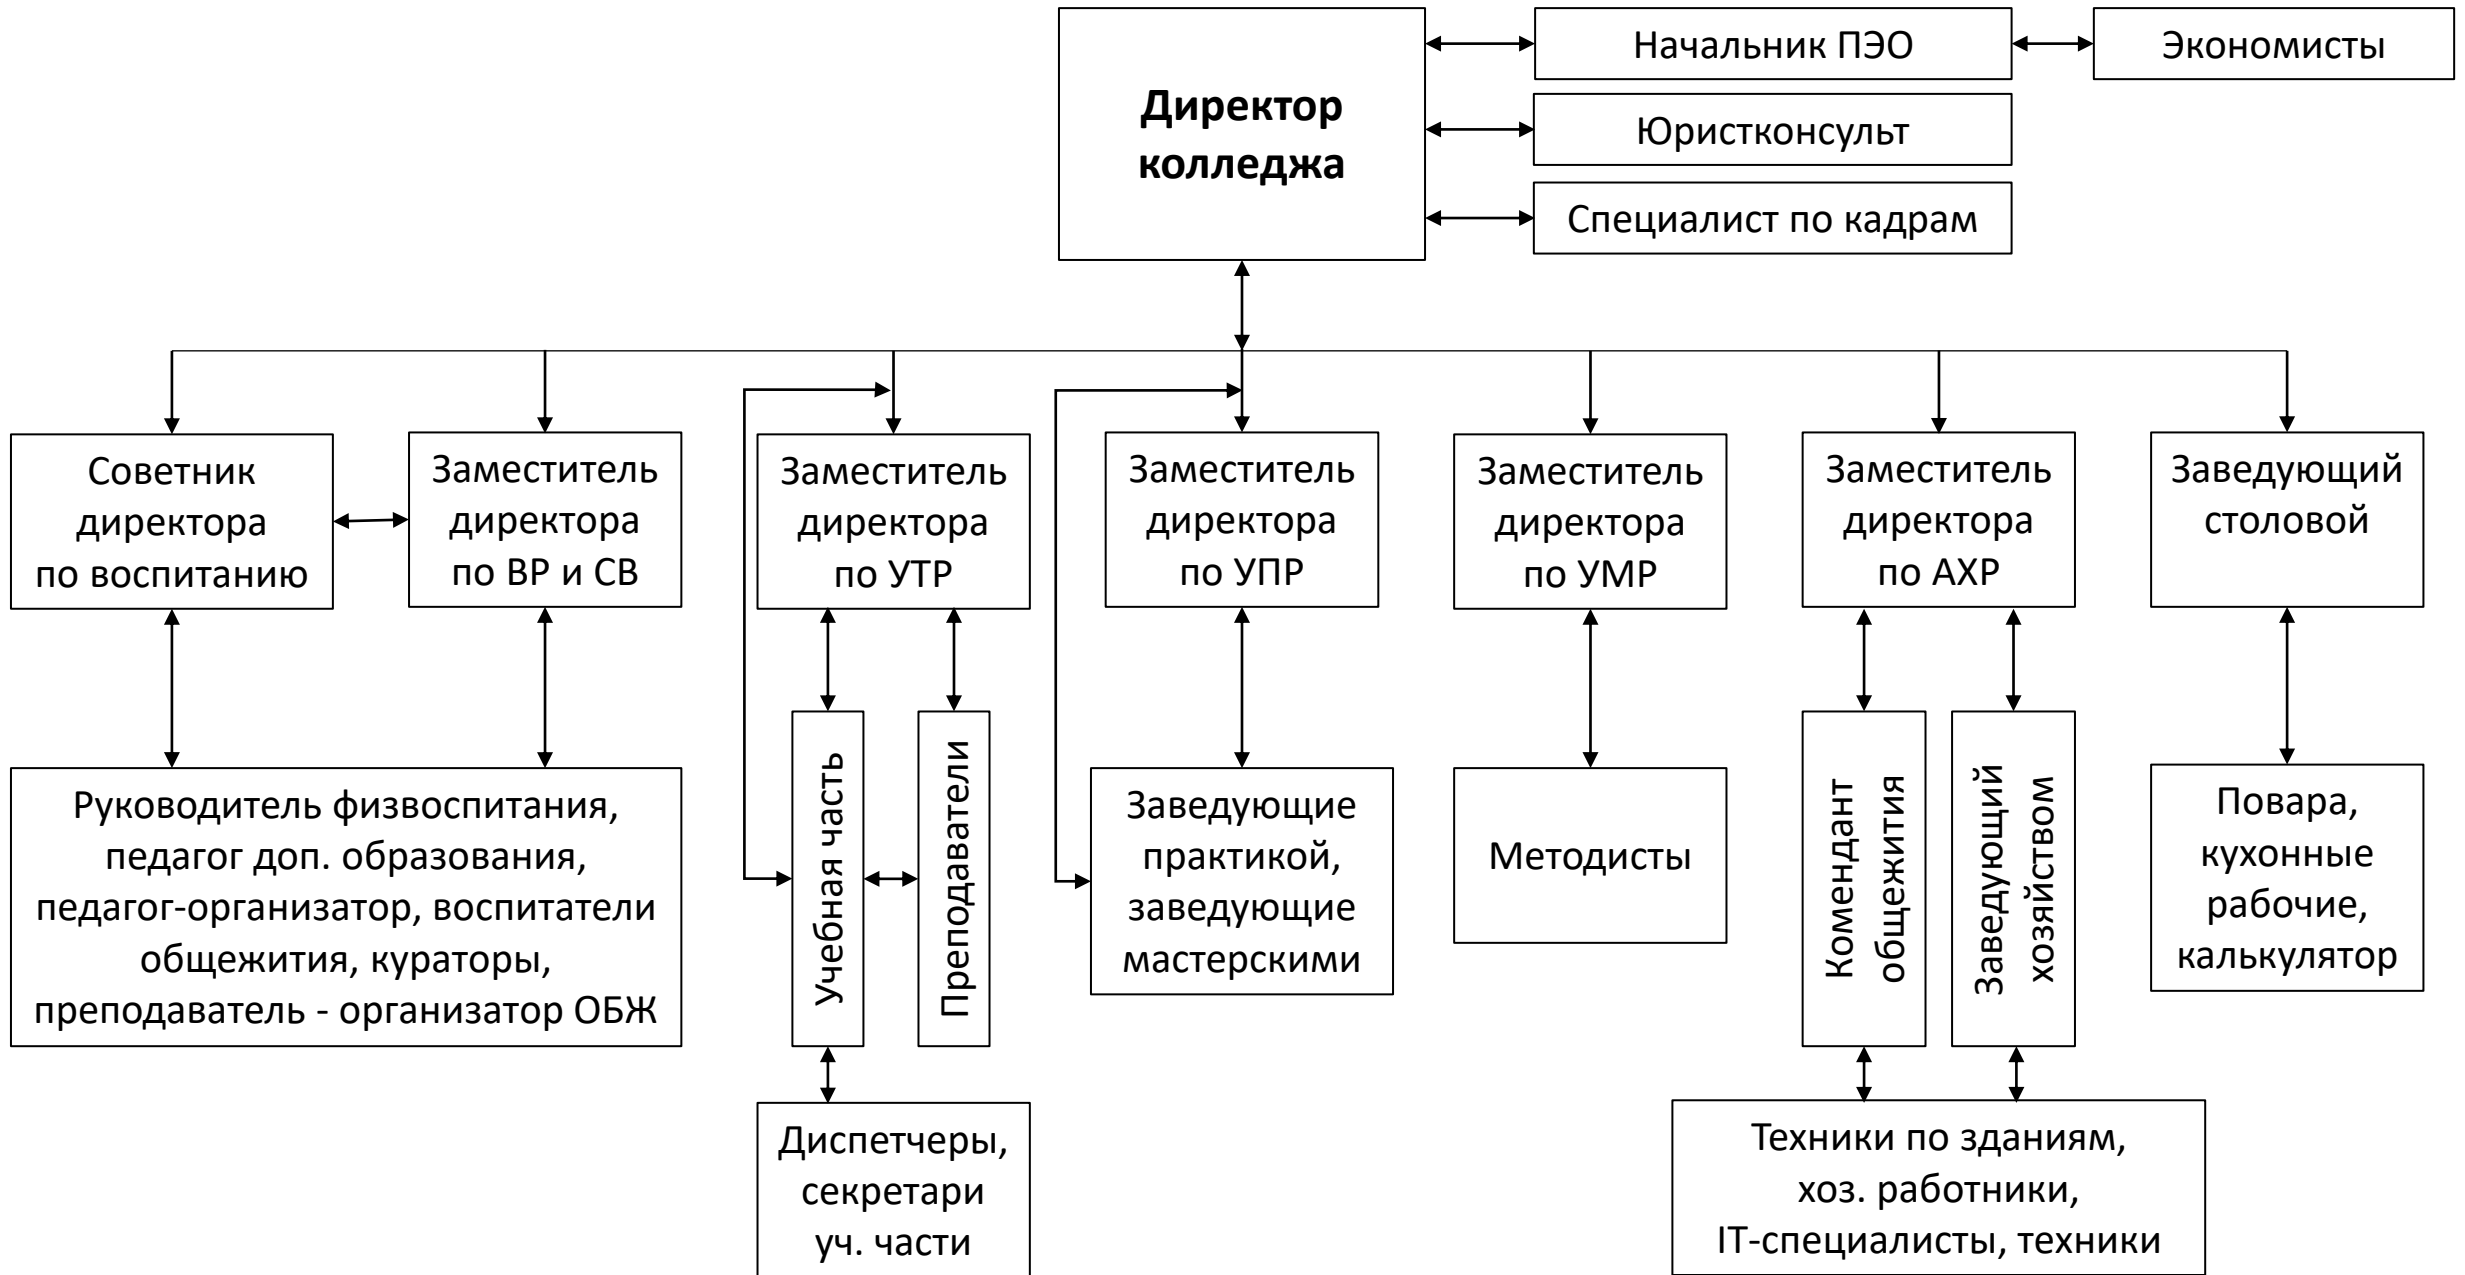 Директор
колледжа
Начальник ПЭО
Экономисты
Юристконсульт
Специалист по кадрам
Советник
директора
по воспитанию
Заместитель
директора
по ВР и СВ
Заместитель
директора
по УТР
Заместитель
директора
по УПР
Заместитель
директора
по УМР
Заместитель
директора
по АХР
Заведующий
столовой
Руководитель физвоспитания,
педагог доп. образования,
педагог-организатор, воспитатели
общежития, кураторы,
преподаватель - организатор ОБЖ
Учебная часть
Преподаватели
Заведующие
практикой,
заведующие
мастерскими
Методисты
Комендант
общежития
Заведующий
хозяйством
Повара,
кухонные
рабочие,
калькулятор
Диспетчеры,
секретари
уч. части
Техники по зданиям,
хоз. работники,
IT-специалисты, техники